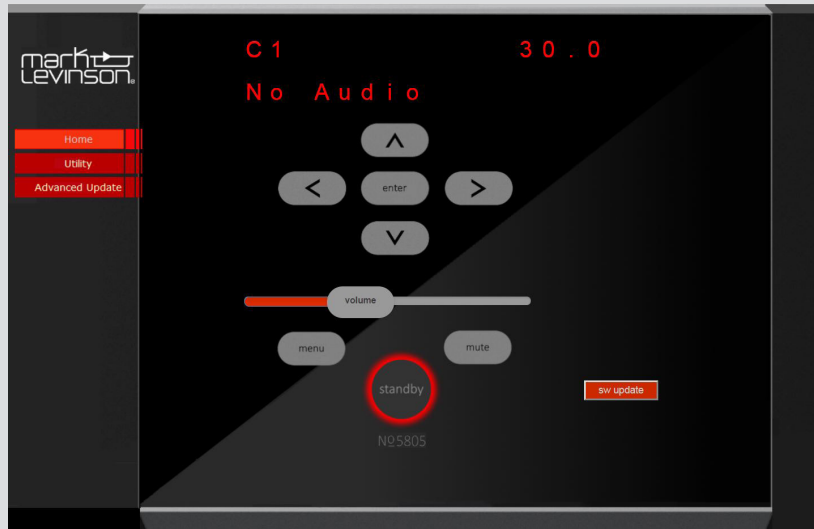 mark
Levinson®
Home
Utility
Advanced Update
C1 30.0
No Audio
enter
volume
menu
mute
standby
sw update
№5805